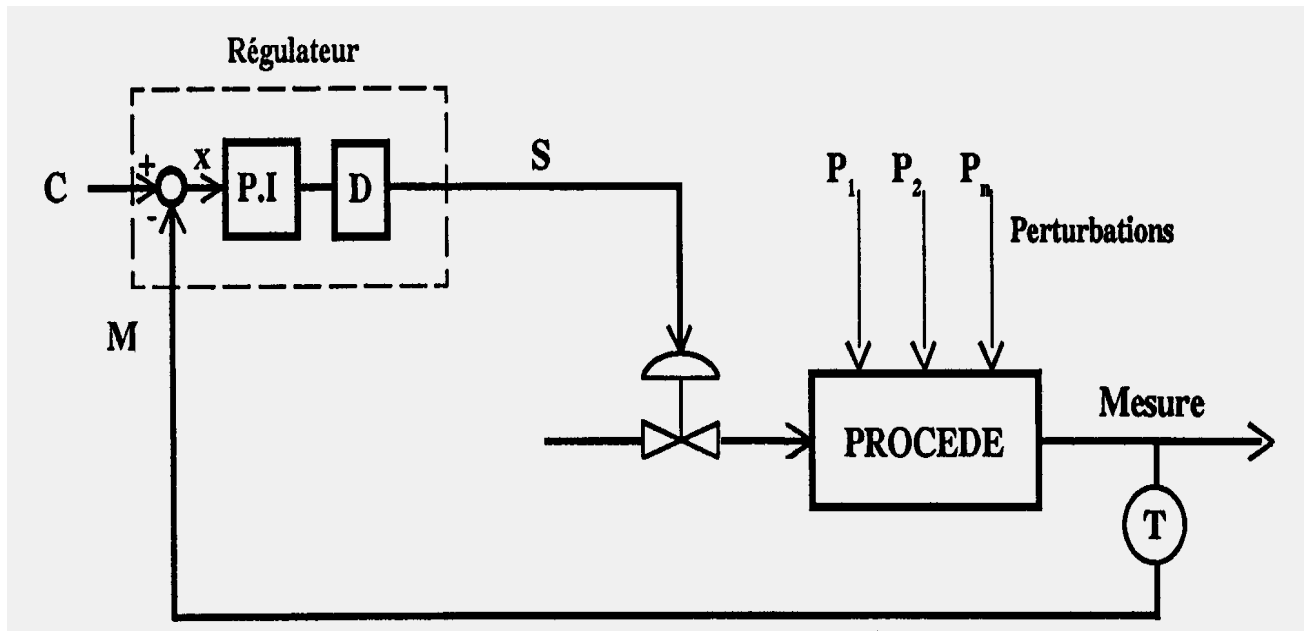 Régulateur
C
+
-
x
P.I
D
S
M
P1
P2
Pn
Perturbations
PROCEDE
Mesure
T